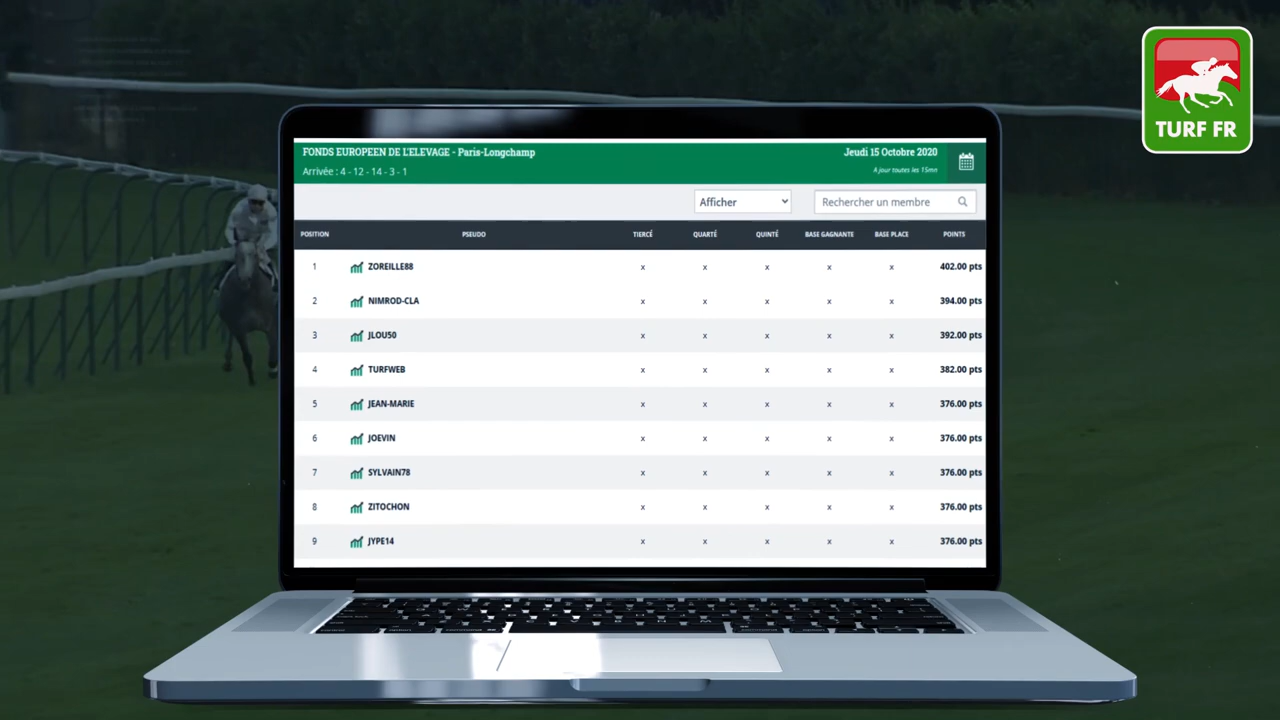 TURF FR
FONDS EUROPEEN DE L'ELEVAGE - Paris-Longchamp
Jeudi 15 Octobre 2020
Arrivée : 4 - 12 - 14 - 3 - 1
A jour toutes les 15mn
Afficher
Rechercher un membre
POSITION PSEUDO TIERCÉ QUARTÉ QUINTÉ BASE GAGNANTE BASE PLACE POINTS
1 ZOREILLE88 x x x x x 402.00 pts
2 NIMROD-CLA x x x x x 394.00 pts
3 JLOU50 x x x x x 392.00 pts
4 TURFWEB x x x x x 382.00 pts
5 JEAN-MARIE x x x x x 376.00 pts
6 JOEVIN x x x x x 376.00 pts
7 SYLVAIN78 x x x x x 376.00 pts
8 ZITOCHON x x x x x 376.00 pts
9 JYPE14 x x x x x 376.00 pts